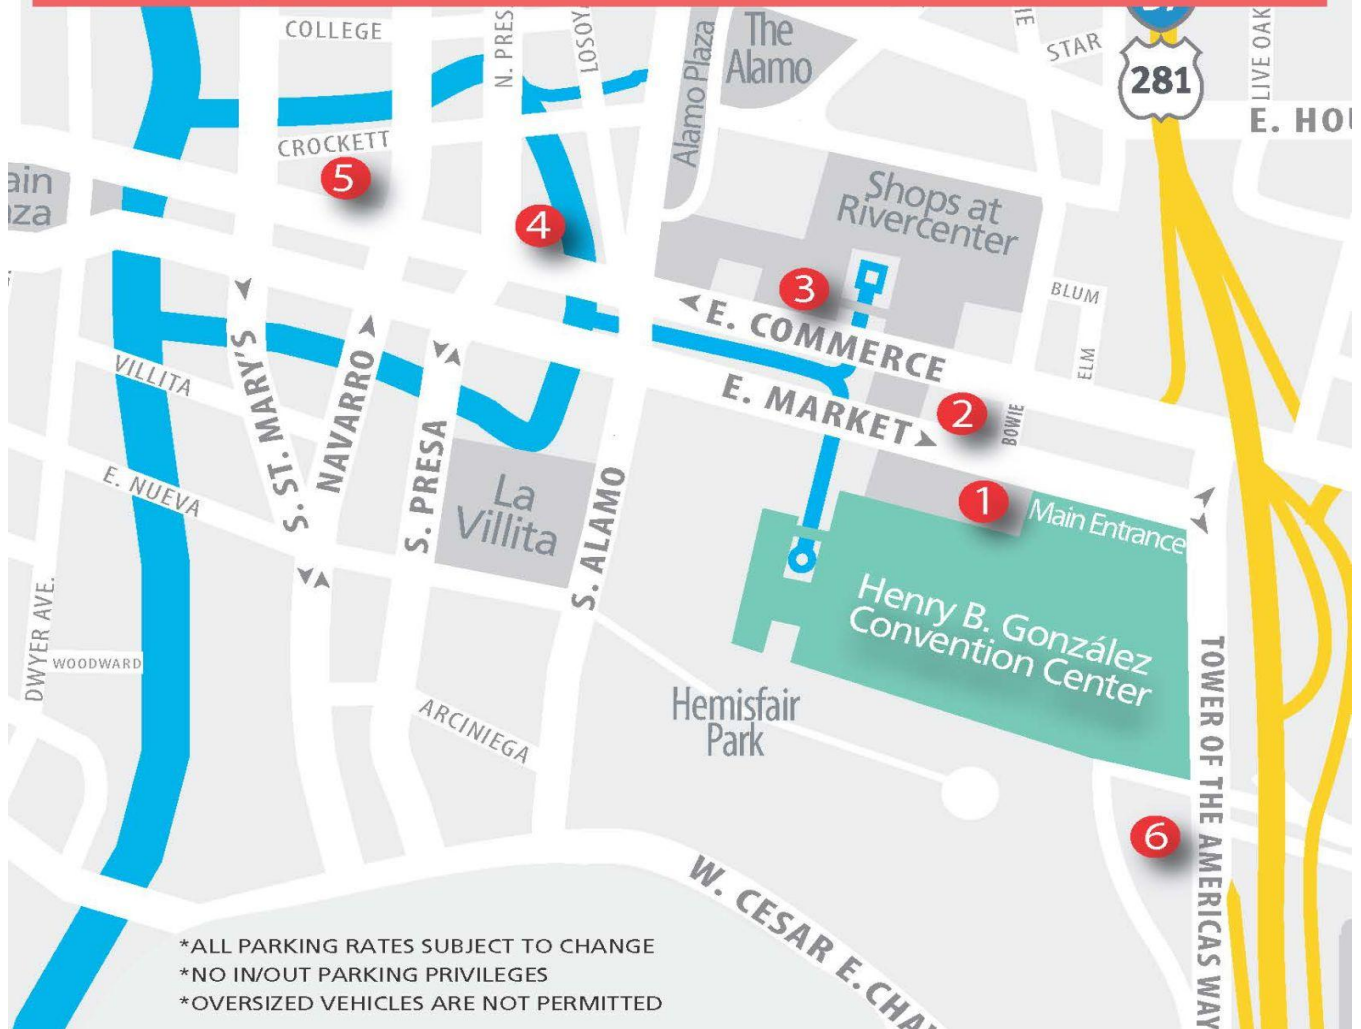 COLLEGE
N. PRES
LOSOY
Alamo Plaza
The
Alamo
IE
STAR
281
LIVE OAK
E. HOU
CROCKETT
5
ain
za
4
Shops at
Rivercenter
3
BLUM
E. COMMERCE
ELM
VILLITA
S. ST. MARY'S
NAVARRO
S. PRESA
E. MARKET
2
BOWIE
E. NUEVA
La
Villita
S. ALAMO
1
Main Entrance
Henry B. González
Convention Center
DWYER AVE.
WOODWARD
ARCINIEGA
Hemisfair
Park
TOWER OF THE AMERICAS WAY
6
W. CESAR E. CHA
*ALL PARKING RATES SUBJECT TO CHANGE
*NO IN/OUT PARKING PRIVILEGES
*OVERSIZED VEHICLES ARE NOT PERMITTED